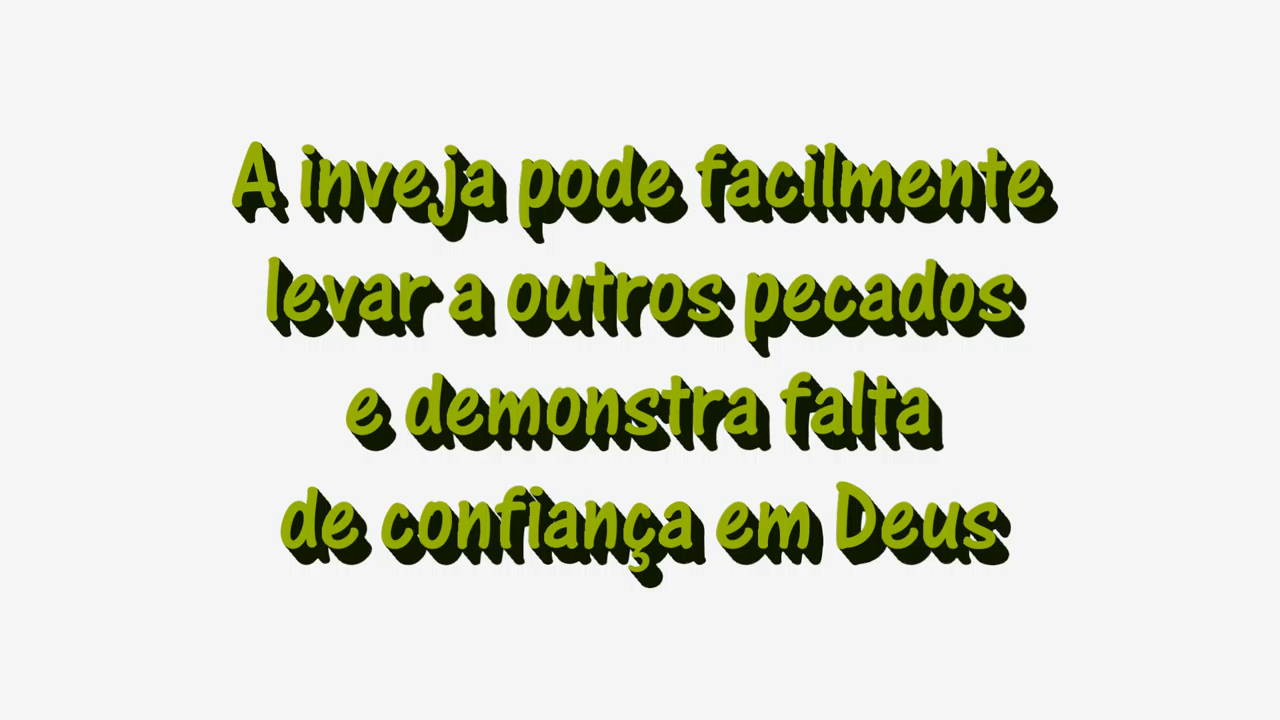 A inveja pode facilmente
levar a outros pecados
e demonstra falta
de confiança em Deus